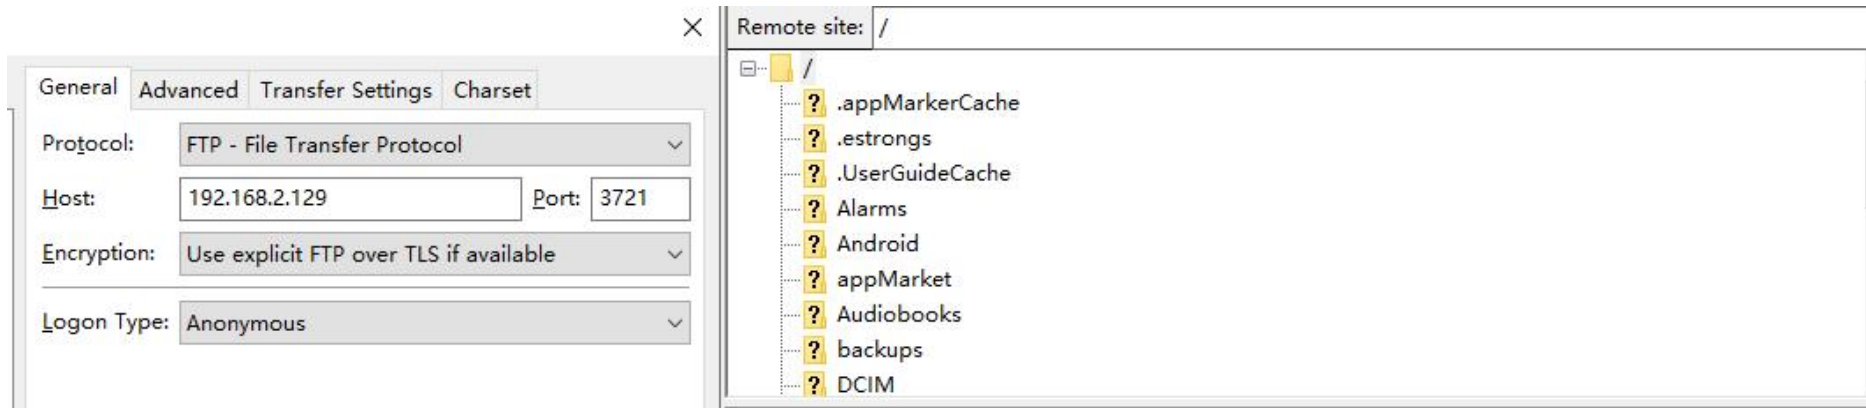 General Advanced Transfer Settings Charset
Protocol: FTP - File Transfer Protocol
Host: 192.168.2.129 Port: 3721
Encryption: Use explicit FTP over TLS if available
Logon Type: Anonymous
Remote site: /
/
.appMarkerCache
.estrongs
.UserGuideCache
Alarms
Android
appMarket
Audiobooks
backups
DCIM